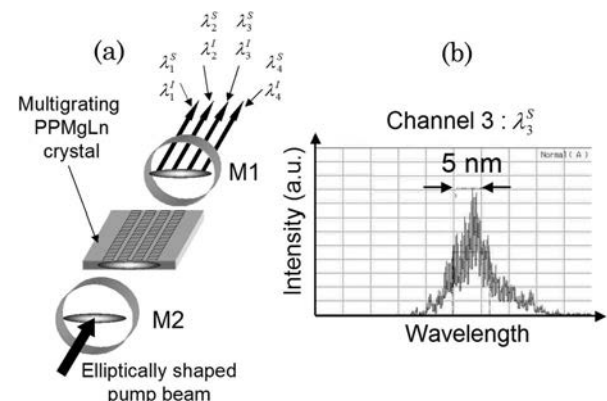 (a)
λ₂ˢ λ₃ˢ
λ₁ˢ λ₂ᴵ λ₃ᴵ λ₄ˢ
λ₁ᴵ λ₄ᴵ
Multigrating
PPMgLn
crystal
M1
M2
Elliptically shaped
pump beam
(b)
Channel 3 : λ₃ˢ
Normal(A)
5 nm
Intensity (a.u.)
Wavelength